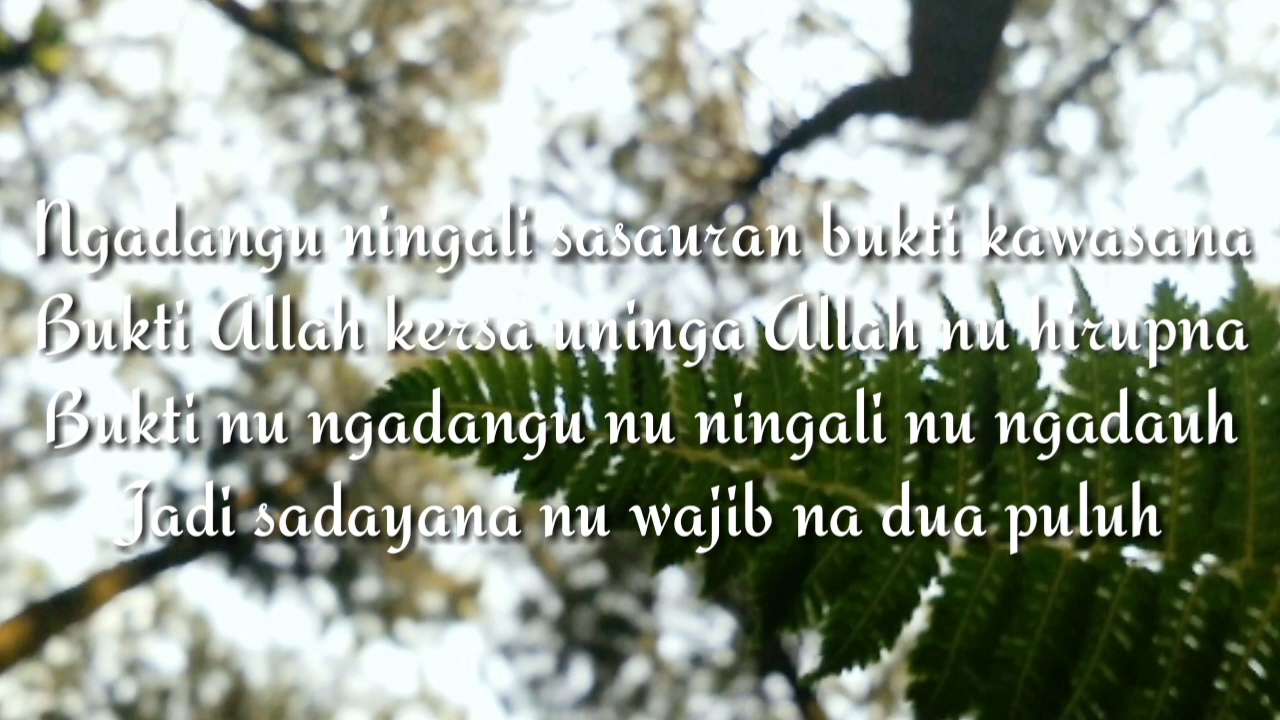 Ngadangu ningali sasauran bukti kawasana
Bukti Allah kersa uninga Allah nu hirupna
Bukti nu ngadangu nu ningali nu ngadauh
Jadi sadayana nu wajib na dua puluh